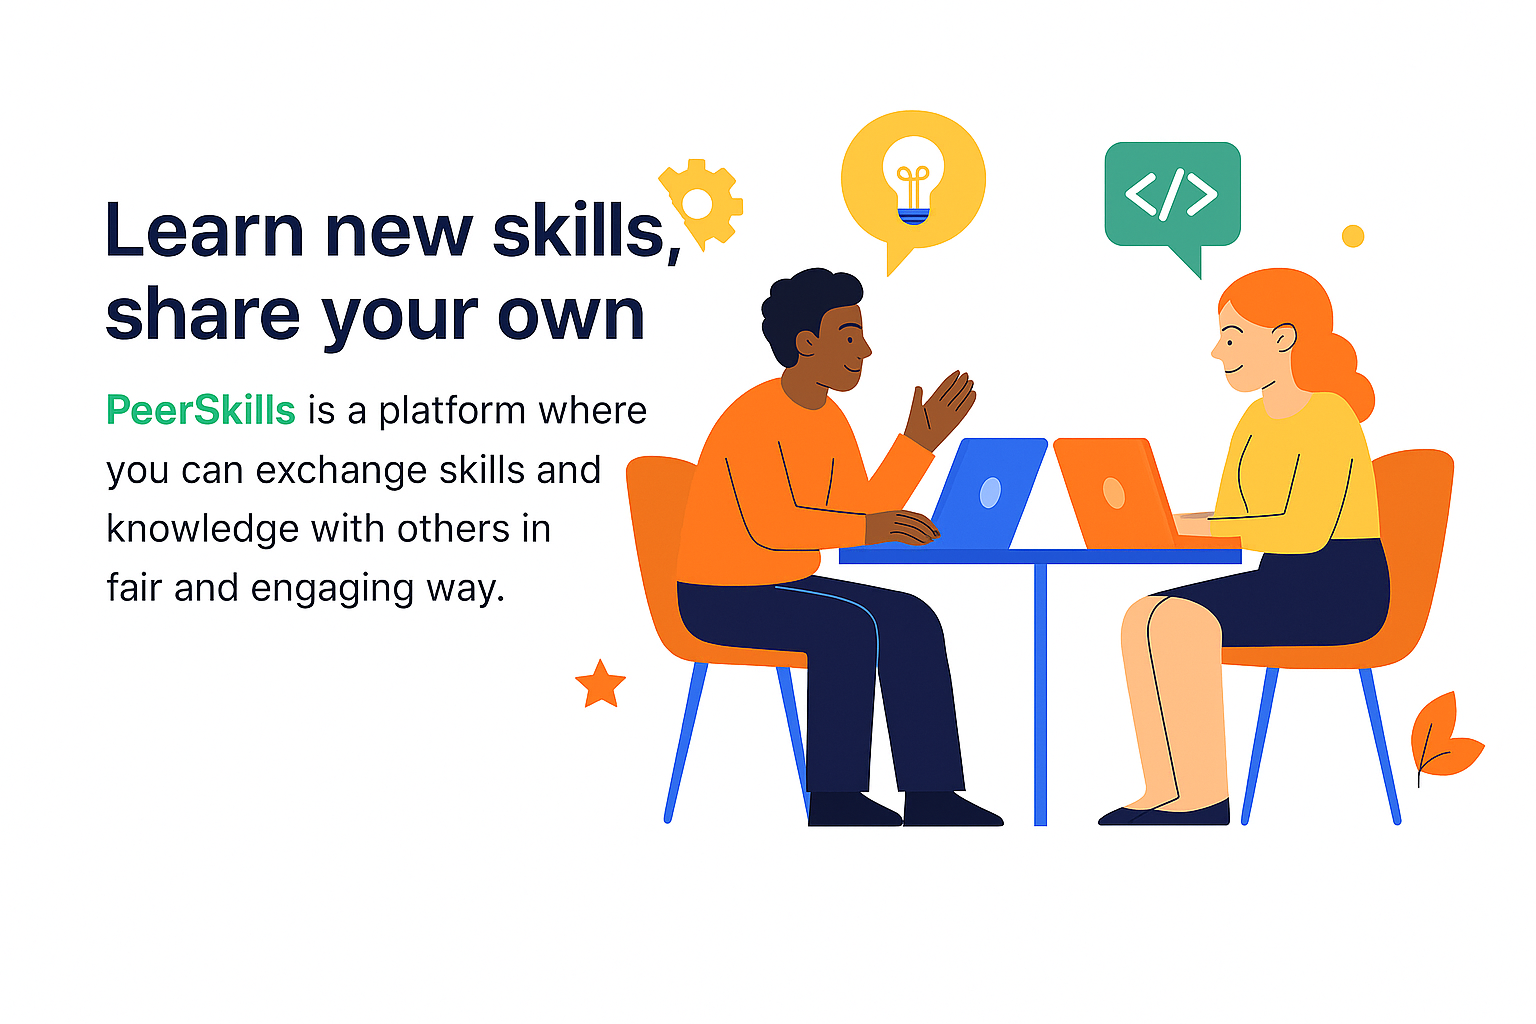 Learn new skills,
share your own
PeerSkills is a platform where
you can exchange skills and
knowledge with others in
fair and engaging way.
</>